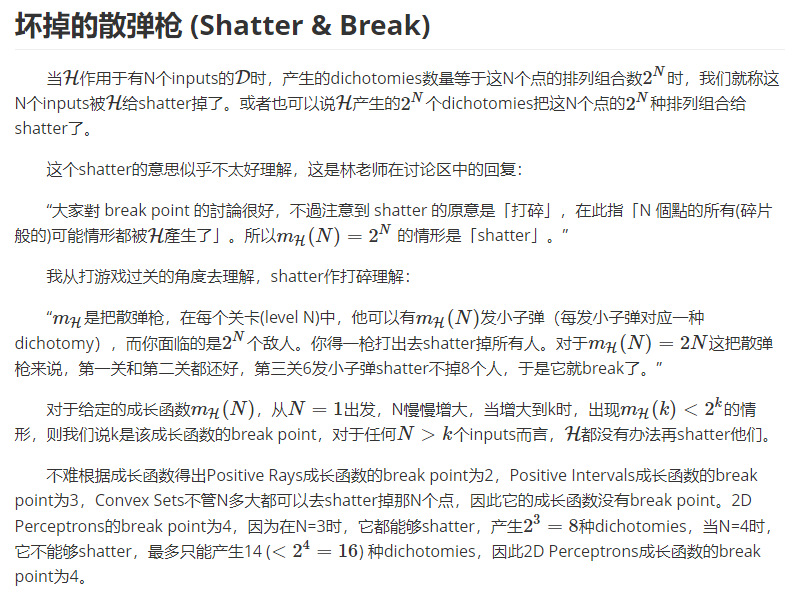 坏掉的散弹枪 (Shatter & Break)
当𝓗作用于有N个inputs的𝓓时，产生的dichotomies数量等于这N个点的排列组合数2^N时，我们就称这
N个inputs被𝓗给shatter掉了。或者也可以说𝓗产生的2^N个dichotomies把这N个点的2^N种排列组合给
shatter了。
这个shatter的意思似乎不太好理解，这是林老师在讨论区中的回复：
“大家對 break point 的討論很好，不過注意到 shatter 的原意是「打碎」，在此指「N 個點的所有(碎片
般的)可能情形都被𝓗產生了」。所以m_𝓗(N) = 2^N 的情形是「shatter」。”
我从打游戏过关的角度去理解，shatter作打碎理解：
“m_𝓗是把散弹枪，在每个关卡(level N)中，他可以有m_𝓗(N)发小子弹（每发小子弹对应一种
dichotomy），而你面临的是2^N个敌人。你得一枪打出去shatter掉所有人。对于m_𝓗(N) = 2N这把散弹
枪来说，第一关和第二关都还好，第三关6发小子弹shatter不掉8个人，于是它就break了。”
对于给定的成长函数m_𝓗(N)，从N = 1出发，N慢慢增大，当增大到k时，出现m_𝓗(k) < 2^k的情
形，则我们说k是该成长函数的break point，对于任何N > k个inputs而言，𝓗都没有办法再shatter他们。
不难根据成长函数得出Positive Rays成长函数的break point为2，Positive Intervals成长函数的break
point为3，Convex Sets不管N多大都可以去shatter掉那N个点，因此它的成长函数没有break point。2D
Perceptrons的break point为4，因为在N=3时，它都能够shatter，产生2^3 = 8种dichotomies，当N=4时，
它不能够shatter，最多只能产生14 (< 2^4 = 16) 种dichotomies，因此2D Perceptrons成长函数的break
point为4。